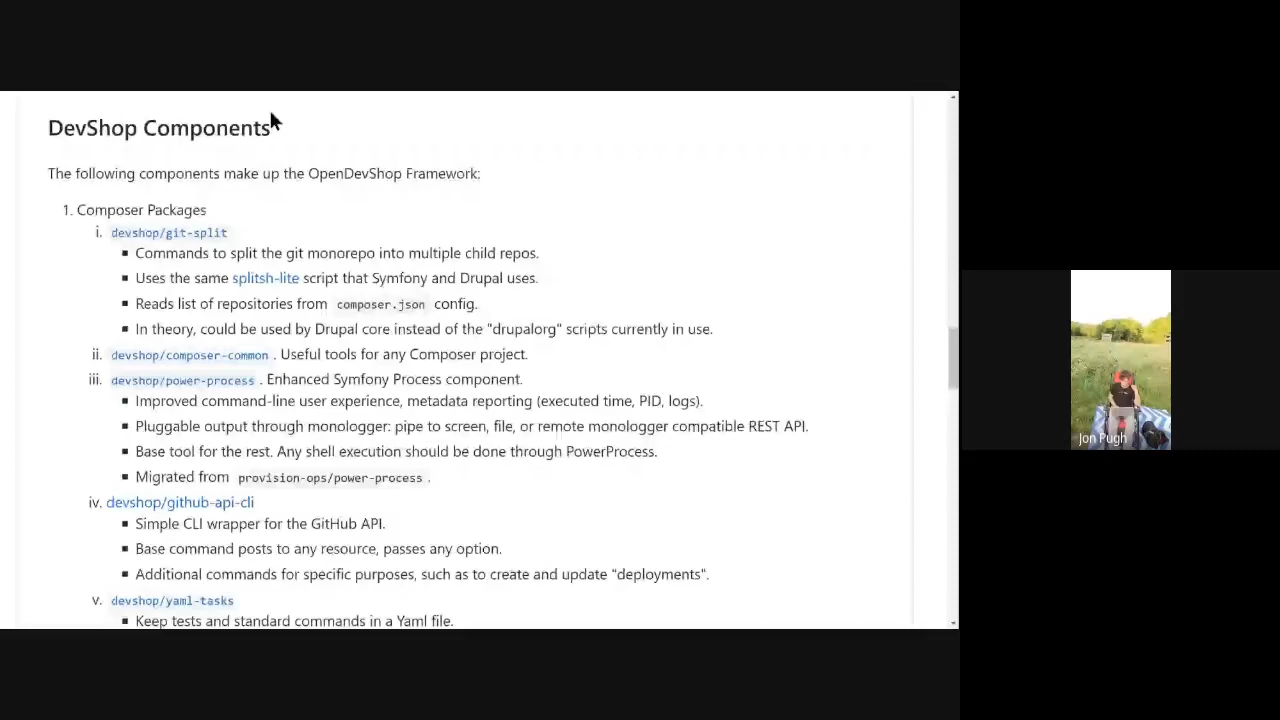 DevShop Components
The following components make up the OpenDevShop Framework:
1. Composer Packages
i. devshop/git-split
▪ Commands to split the git monorepo into multiple child repos.
▪ Uses the same splitsh-lite script that Symfony and Drupal uses.
▪ Reads list of repositories from composer.json config.
▪ In theory, could be used by Drupal core instead of the "drupalorg" scripts currently in use.
ii. devshop/composer-common . Useful tools for any Composer project.
iii. devshop/power-process . Enhanced Symfony Process component.
▪ Improved command-line user experience, metadata reporting (executed time, PID, logs).
▪ Pluggable output through monologger: pipe to screen, file, or remote monologger compatible REST API.
▪ Base tool for the rest. Any shell execution should be done through PowerProcess.
▪ Migrated from provision-ops/power-process .
iv. devshop/github-api-cli
▪ Simple CLI wrapper for the GitHub API.
▪ Base command posts to any resource, passes any option.
▪ Additional commands for specific purposes, such as to create and update "deployments".
v. devshop/yaml-tasks
▪ Keep tests and standard commands in a Yaml file.
Jon Pugh